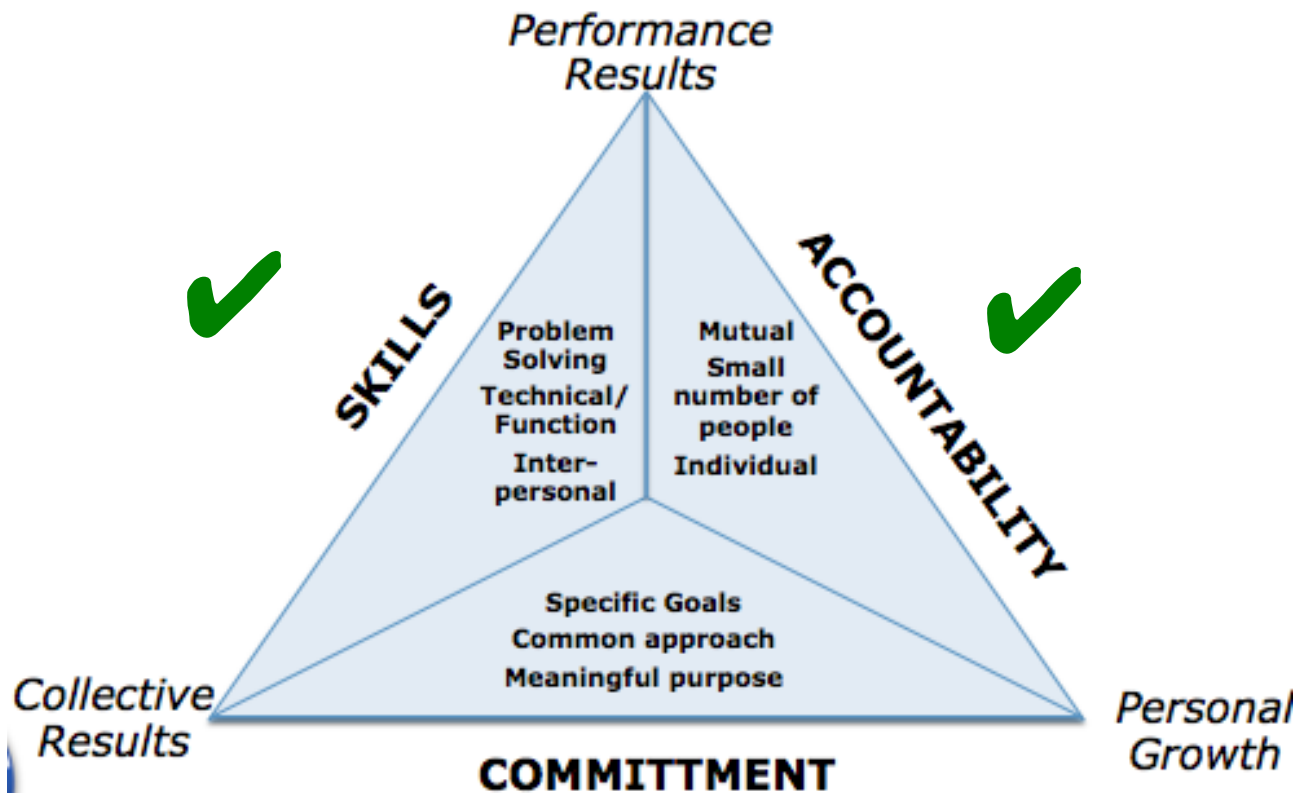 Performance
Results
SKILLS
ACCOUNTABILITY
Problem
Solving
Technical/
Function
Inter-
personal
Mutual
Small
number of
people
Individual
Specific Goals
Common approach
Meaningful purpose
Collective
Results
Personal
Growth
COMMITTMENT